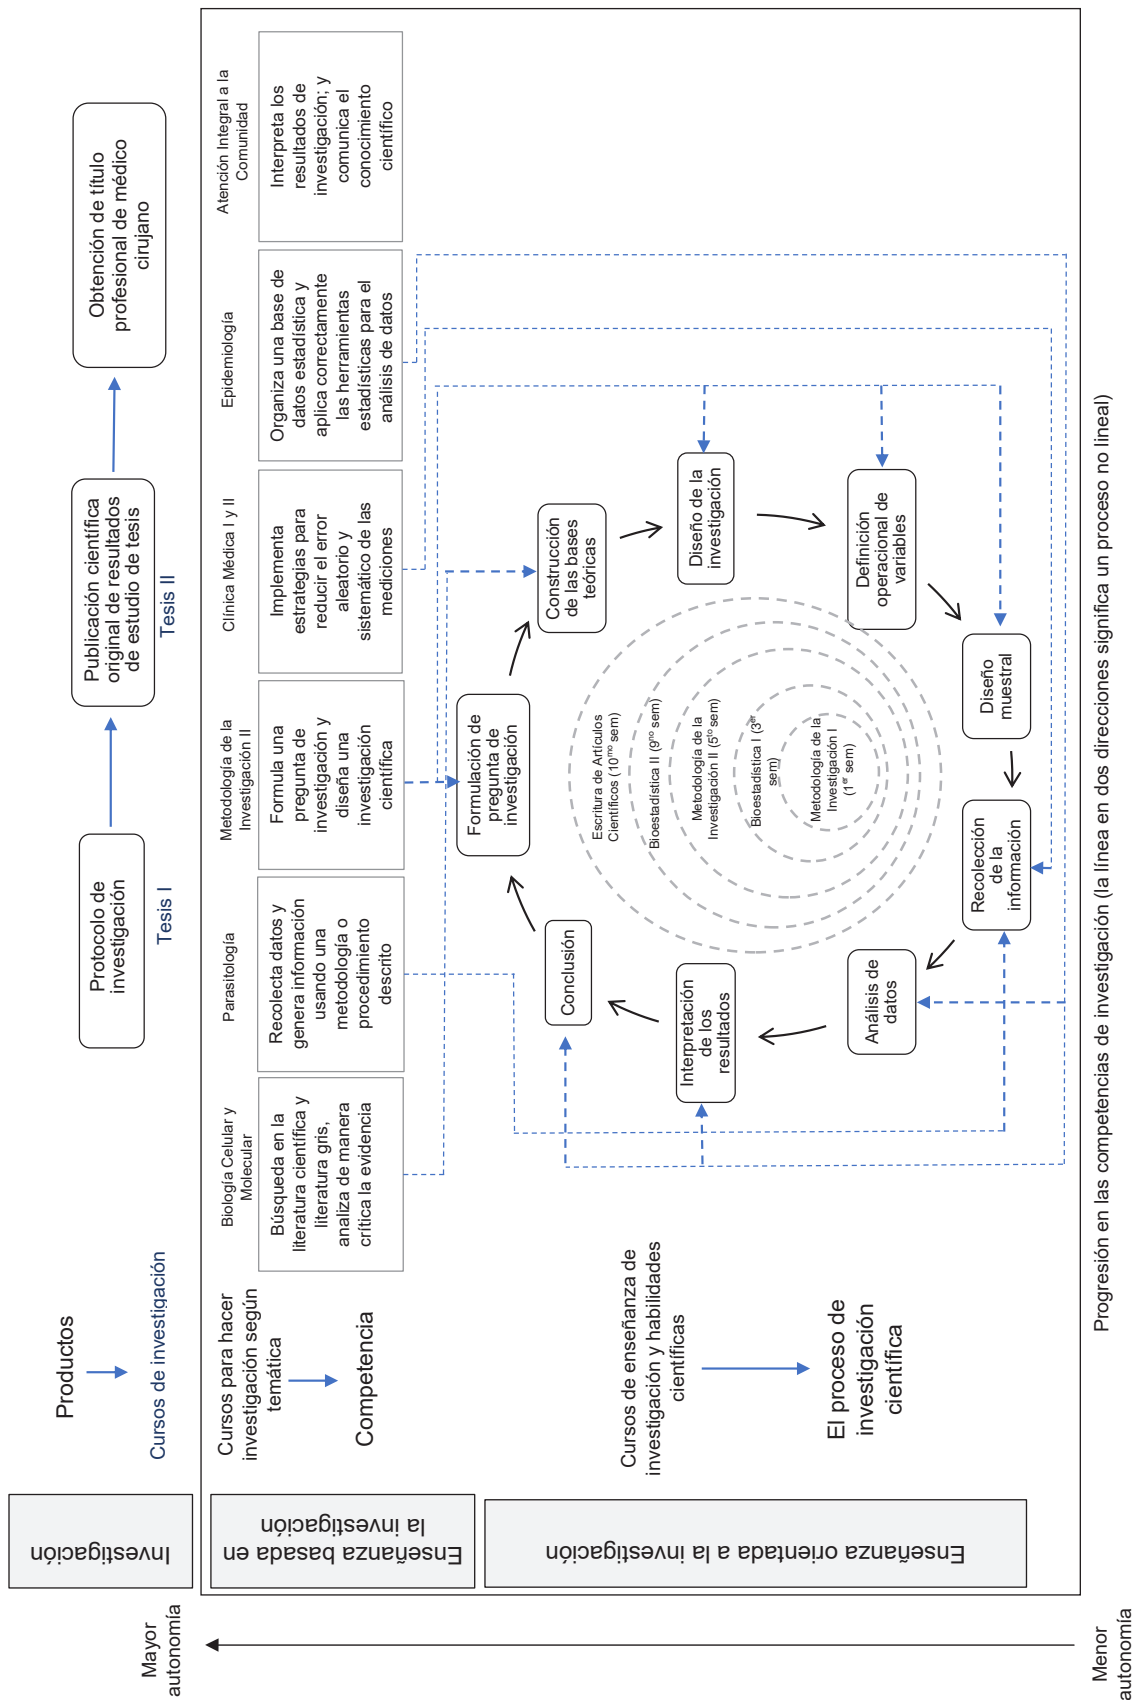 Mayor
autonomía
Menor
autonomía
Investigación
Enseñanza basada en
la investigación
Enseñanza orientada a la investigación
Productos
Cursos de investigación
Protocolo de
investigación
Tesis I
Publicación científica
original de resultados
de estudio de tesis
Tesis II
Obtención de título
profesional de médico
cirujano
Cursos para hacer
investigación según
temática
Competencia
Biología Celular y
Molecular
Búsqueda en la
literatura científica y
literatura gris,
analiza de manera
crítica la evidencia
Parasitología
Recolecta datos y
genera información
usando una
metodología o
procedimiento
descrito
Metodología de la
Investigación II
Formula una
pregunta de
investigación y
diseña una
investigación
científica
Clínica Médica I y II
Implementa
estrategias para
reducir el error
aleatorio y
sistemático de las
mediciones
Epidemiología
Organiza una base de
datos estadística y
aplica correctamente
las herramientas
estadísticas para el
análisis de datos
Atención Integral a la
Comunidad
Interpreta los
resultados de
investigación; y
comunica el
conocimiento
científico
Cursos de enseñanza de
investigación y habilidades
científicas
El proceso de
investigación
científica
Formulación de
pregunta de
investigación
Construcción
de las bases
teóricas
Diseño de la
investigación
Definición
operacional de
variables
Diseño
muestral
Recolección
de la
información
Análisis de
datos
Interpretación
de los
resultados
Conclusión
Escritura de Artículos
Científicos (10mo sem)
Bioestadística II (9no sem)
Metodología de la
Investigación II (5to sem)
Bioestadística I (3er
sem)
Metodología de la
Investigación I
(1er sem)
Progresión en las competencias de investigación (la línea en dos direcciones significa un proceso no lineal)